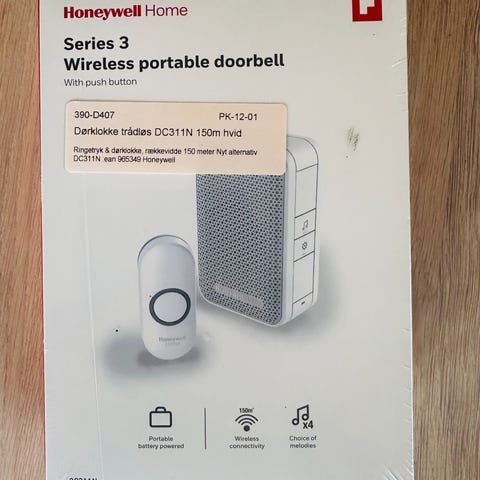 Honeywell Home
Series 3
Wireless portable doorbell
With push button
390-D407 PK-12-01
Dørklokke trådløs DC311N 150m hvid
Ringetryk & dørklokke, rækkevidde 150 meter Nyt alternativ
DC311N ean 965349 Honeywell
Honeywell
Home
150m
Portable
battery powered
Wireless
connectivity
x4
Choice of
melodies